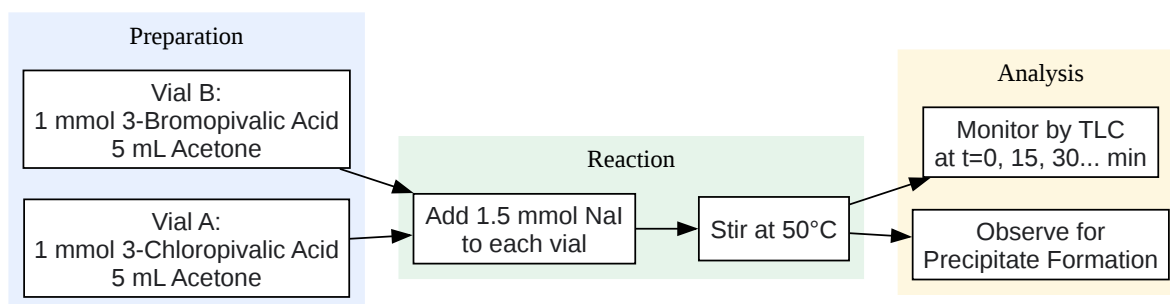 Preparation
Vial B:
1 mmol 3-Bromopivalic Acid
5 mL Acetone
Vial A:
1 mmol 3-Chloropivalic Acid
5 mL Acetone
Reaction
Add 1.5 mmol NaI
to each vial
Stir at 50°C
Analysis
Monitor by TLC
at t=0, 15, 30... min
Observe for
Precipitate Formation